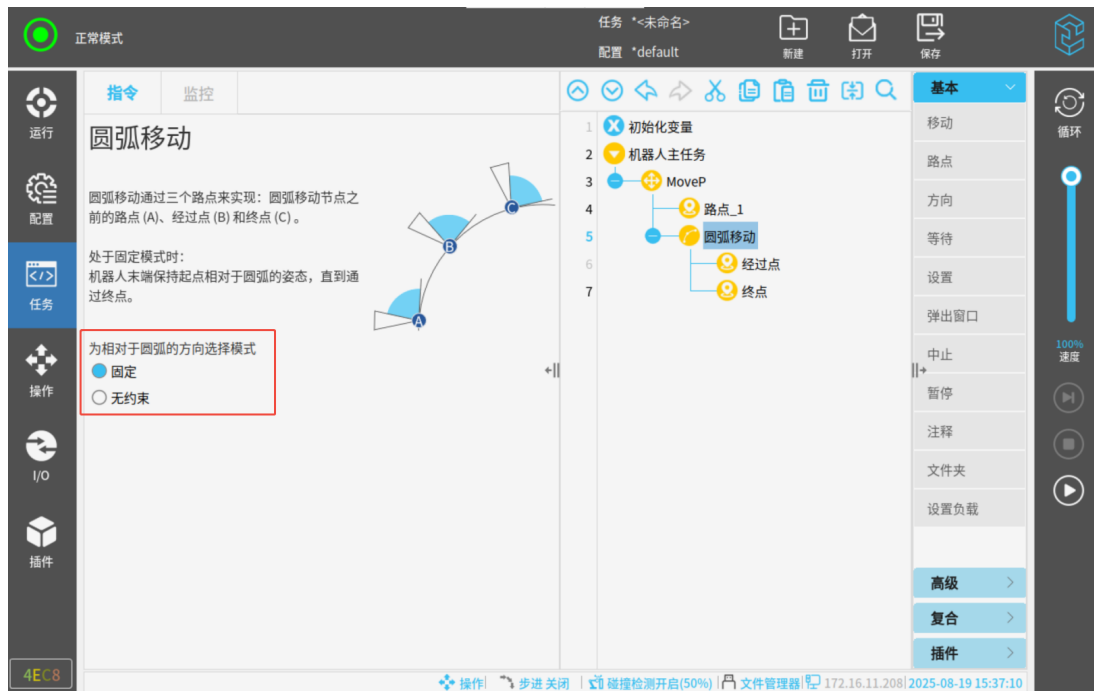 正常模式
任务 *<未命名>
配置 *default
新建
打开
保存
运行
配置
任务
操作
I/O
插件
4EC8
指令
监控
圆弧移动
圆弧移动通过三个路点来实现：圆弧移动节点之
前的路点 (A)、经过点 (B) 和终点 (C) 。
处于固定模式时：
机器人末端保持起点相对于圆弧的姿态，直到通
过终点。
A
B
C
为相对于圆弧的方向选择模式
固定
无约束
1 初始化变量
2 机器人主任务
3 MoveP
4 路点_1
5 圆弧移动
6 经过点
7 终点
基本
移动
路点
方向
等待
设置
弹出窗口
中止
暂停
注释
文件夹
设置负载
高级
复合
插件
循环
100%
速度
操作
步进 关闭
碰撞检测开启(50%)
文件管理器
172.16.11.208
2025-08-19 15:37:10